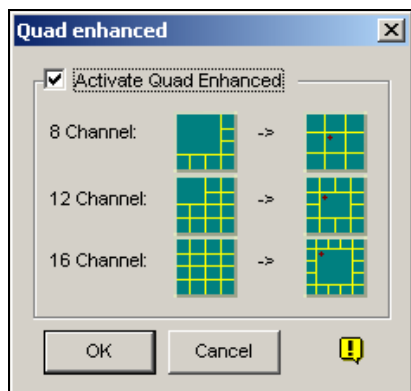 Quad enhanced
Activate Quad Enhanced
8 Channel: ->
12 Channel: ->
16 Channel: ->
OK Cancel